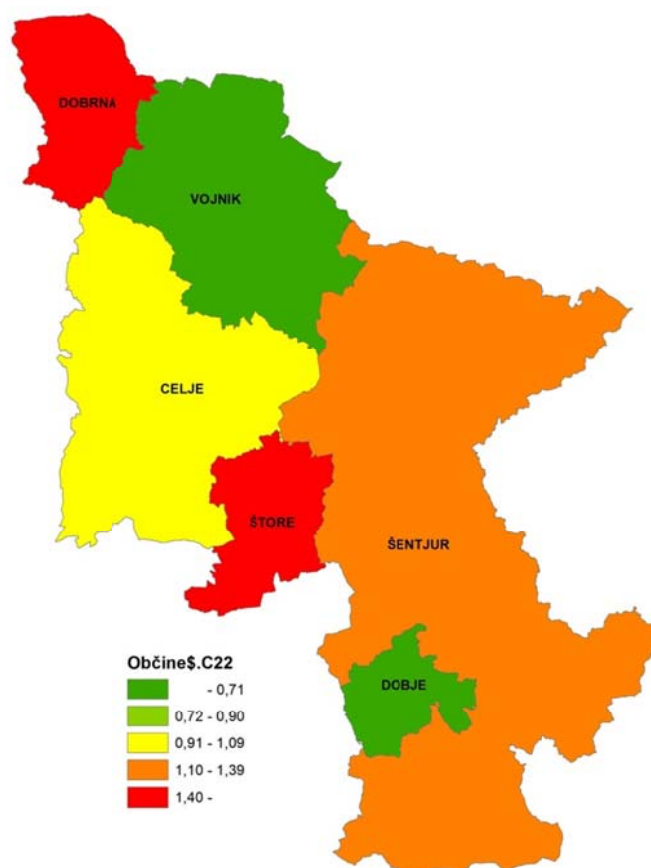 DOBRNA
VOJNIK
CELJE
ŠTORE
ŠENTJUR
DOBJE
Občine$.C22
- 0,71
0,72 - 0,90
0,91 - 1,09
1,10 - 1,39
1,40 -